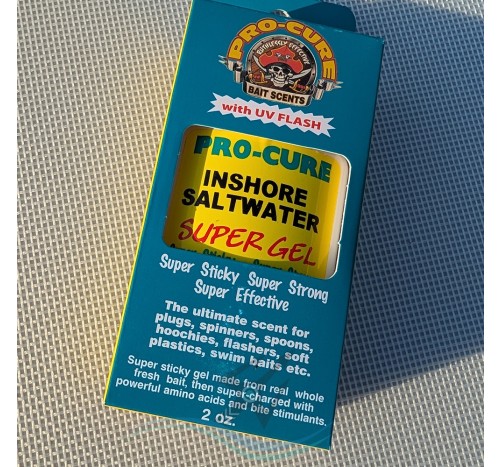 PRO-CURE
RUTHLESSLY EFFECTIVE
BAIT SCENTS
with UV FLASH
PRO-CURE
INSHORE
SALTWATER
SUPER GEL
Super Sticky Super Strong
Super Effective
The ultimate scent for
plugs, spinners, spoons,
hoochies, flashers, soft
plastics, swim baits etc.
Super sticky gel made from real whole
fresh bait, then super charged with
powerful amino acids and bite stimulants.
2 oz.